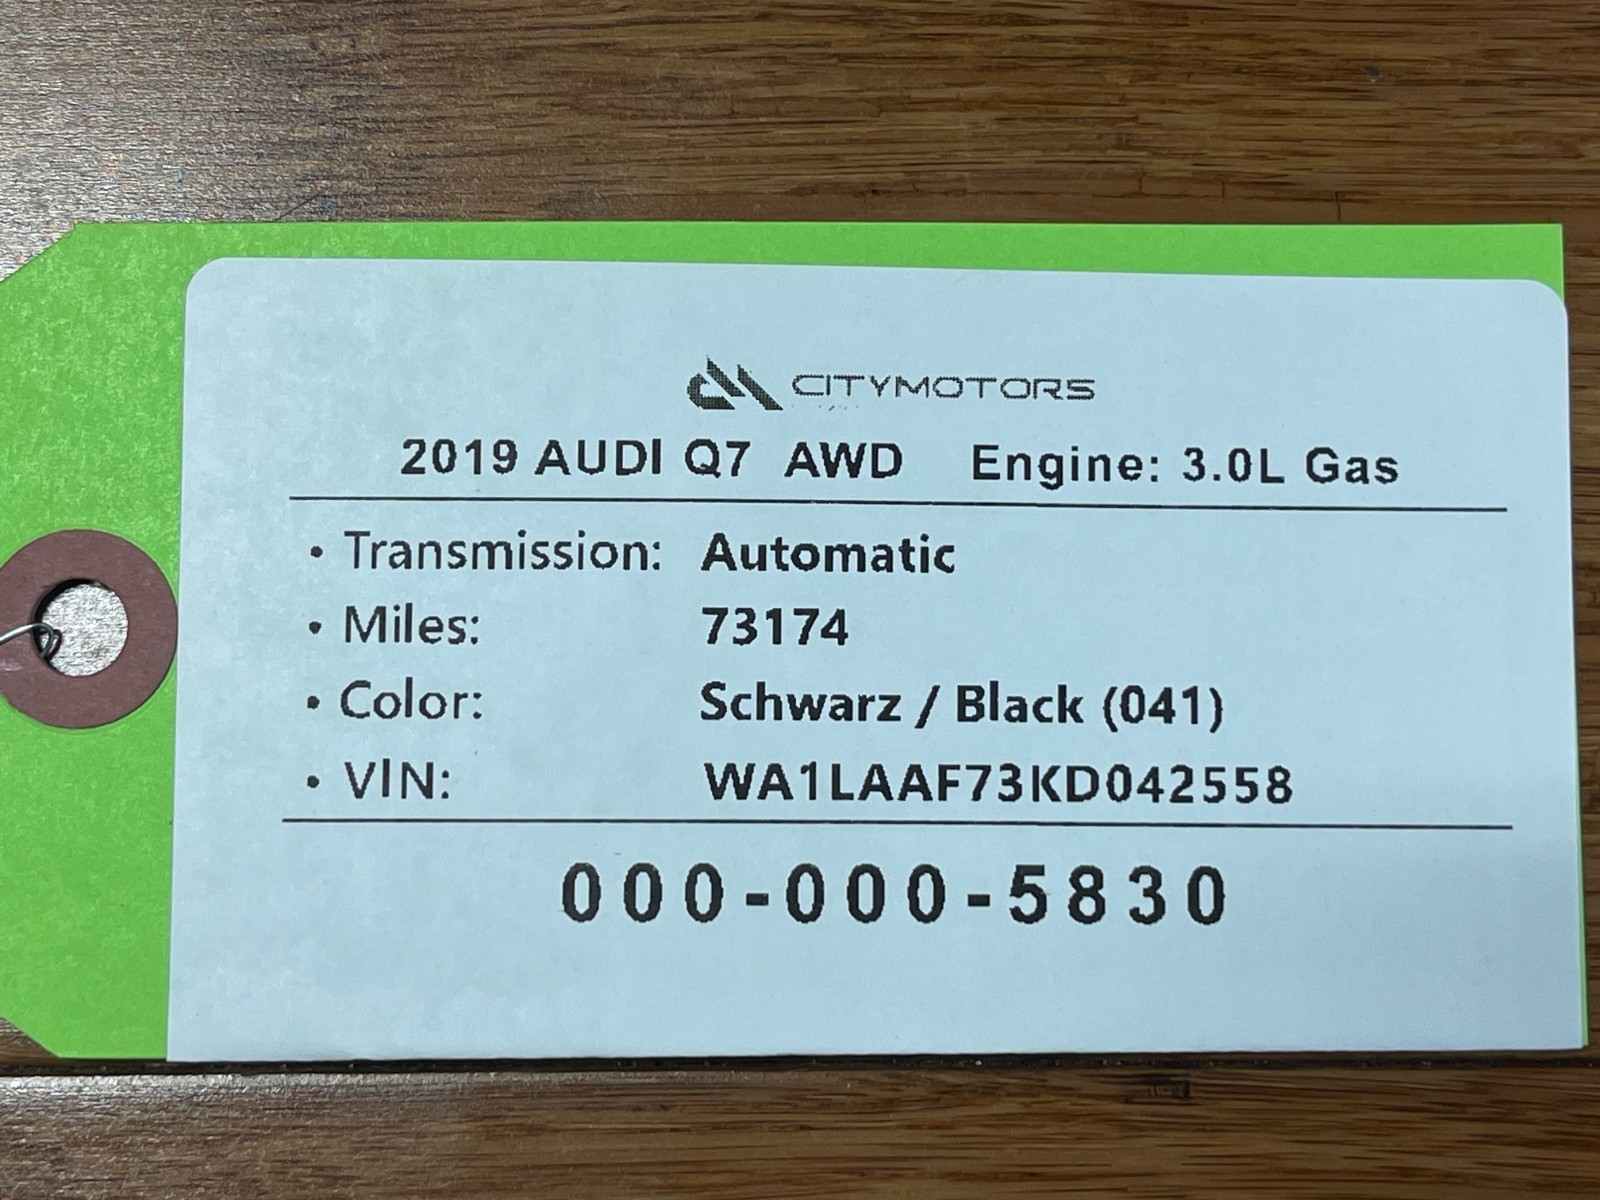 CITYMOTORS
2019 AUDI Q7 AWD Engine: 3.0L Gas
• Transmission: Automatic
• Miles: 73174
• Color: Schwarz / Black (041)
• VIN: WA1LAAF73KD042558
000-000-5830